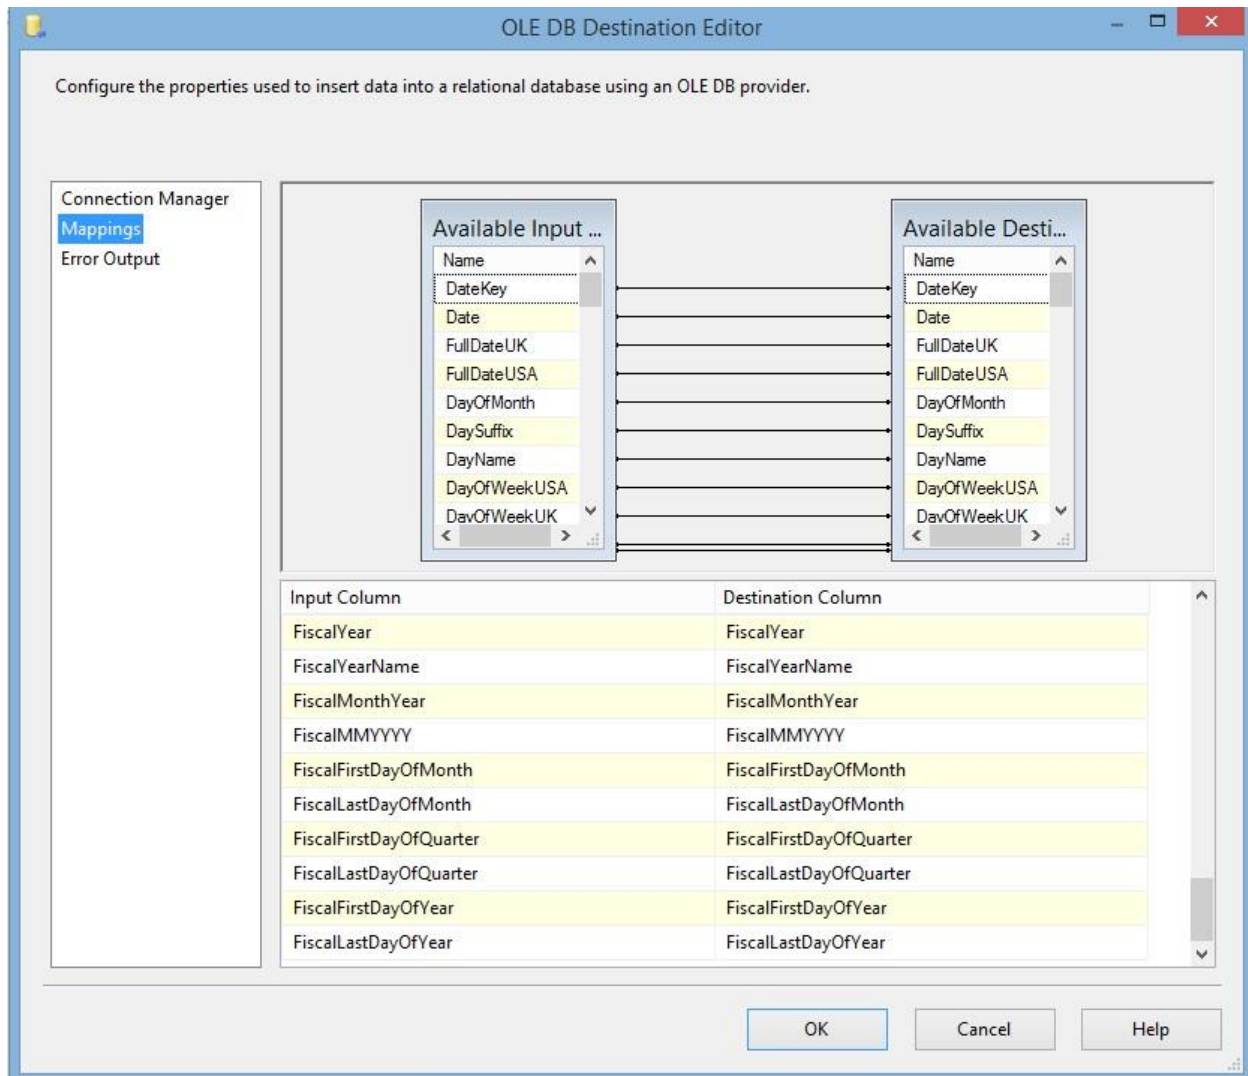 OLE DB Destination Editor
Configure the properties used to insert data into a relational database using an OLE DB provider.
Connection Manager
Mappings
Error Output
Available Input ...
Name
DateKey
Date
FullDateUK
FullDateUSA
DayOfMonth
DaySuffix
DayName
DayOfWeekUSA
DayOfWeekUK
Available Desti...
Name
DateKey
Date
FullDateUK
FullDateUSA
DayOfMonth
DaySuffix
DayName
DayOfWeekUSA
DayOfWeekUK
Input Column Destination Column
FiscalYear FiscalYear
FiscalYearName FiscalYearName
FiscalMonthYear FiscalMonthYear
FiscalMMYYYY FiscalMMYYYY
FiscalFirstDayOfMonth FiscalFirstDayOfMonth
FiscalLastDayOfMonth FiscalLastDayOfMonth
FiscalFirstDayOfQuarter FiscalFirstDayOfQuarter
FiscalLastDayOfQuarter FiscalLastDayOfQuarter
FiscalFirstDayOfYear FiscalFirstDayOfYear
FiscalLastDayOfYear FiscalLastDayOfYear
OK Cancel Help